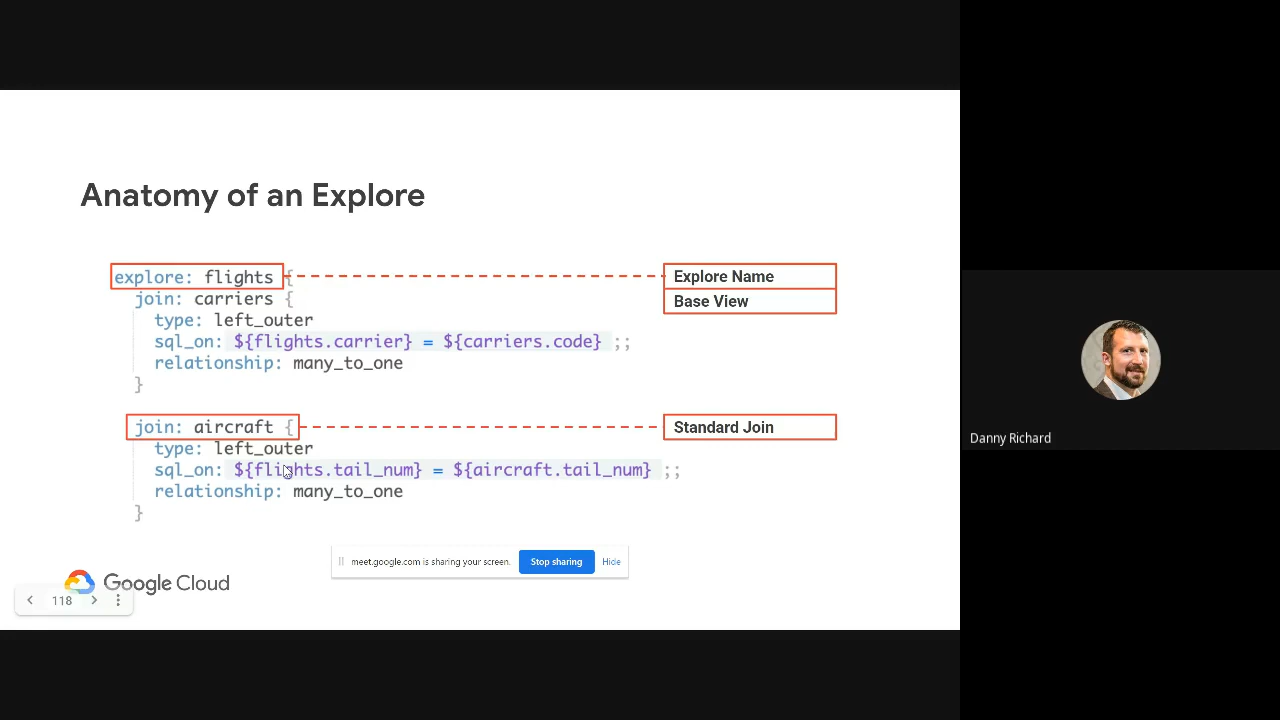 Anatomy of an Explore
explore: flights {
Explore Name
Base View
join: carriers {
type: left_outer
sql_on: ${flights.carrier} = ${carriers.code} ;;
relationship: many_to_one
}
join: aircraft {
Standard Join
type: left_outer
sql_on: ${flights.tail_num} = ${aircraft.tail_num} ;;
relationship: many_to_one
}
meet.google.com is sharing your screen.
Stop sharing
Hide
Google Cloud
118
Danny Richard